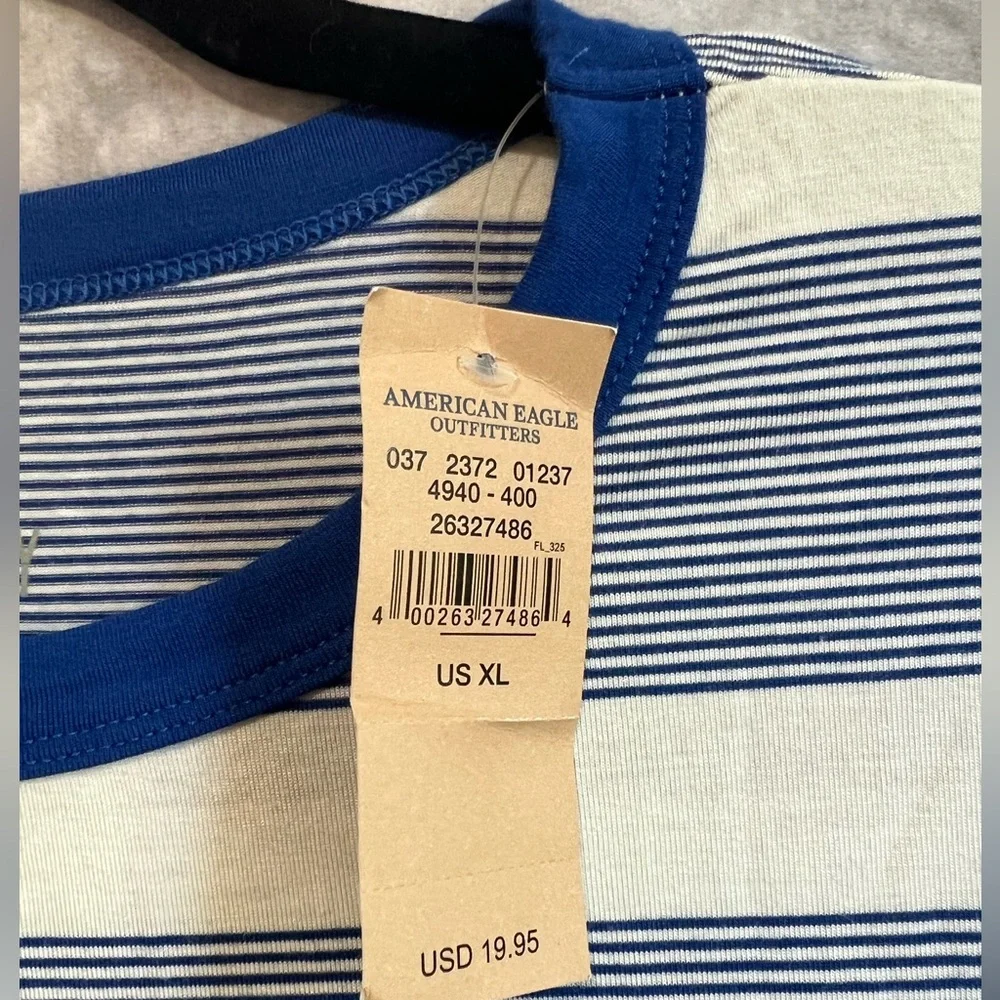 AMERICAN EAGLE
OUTFITTERS
037 2372 01237
4940 - 400
26327486
FL_325
4 00263 27486 4
US XL
USD 19.95